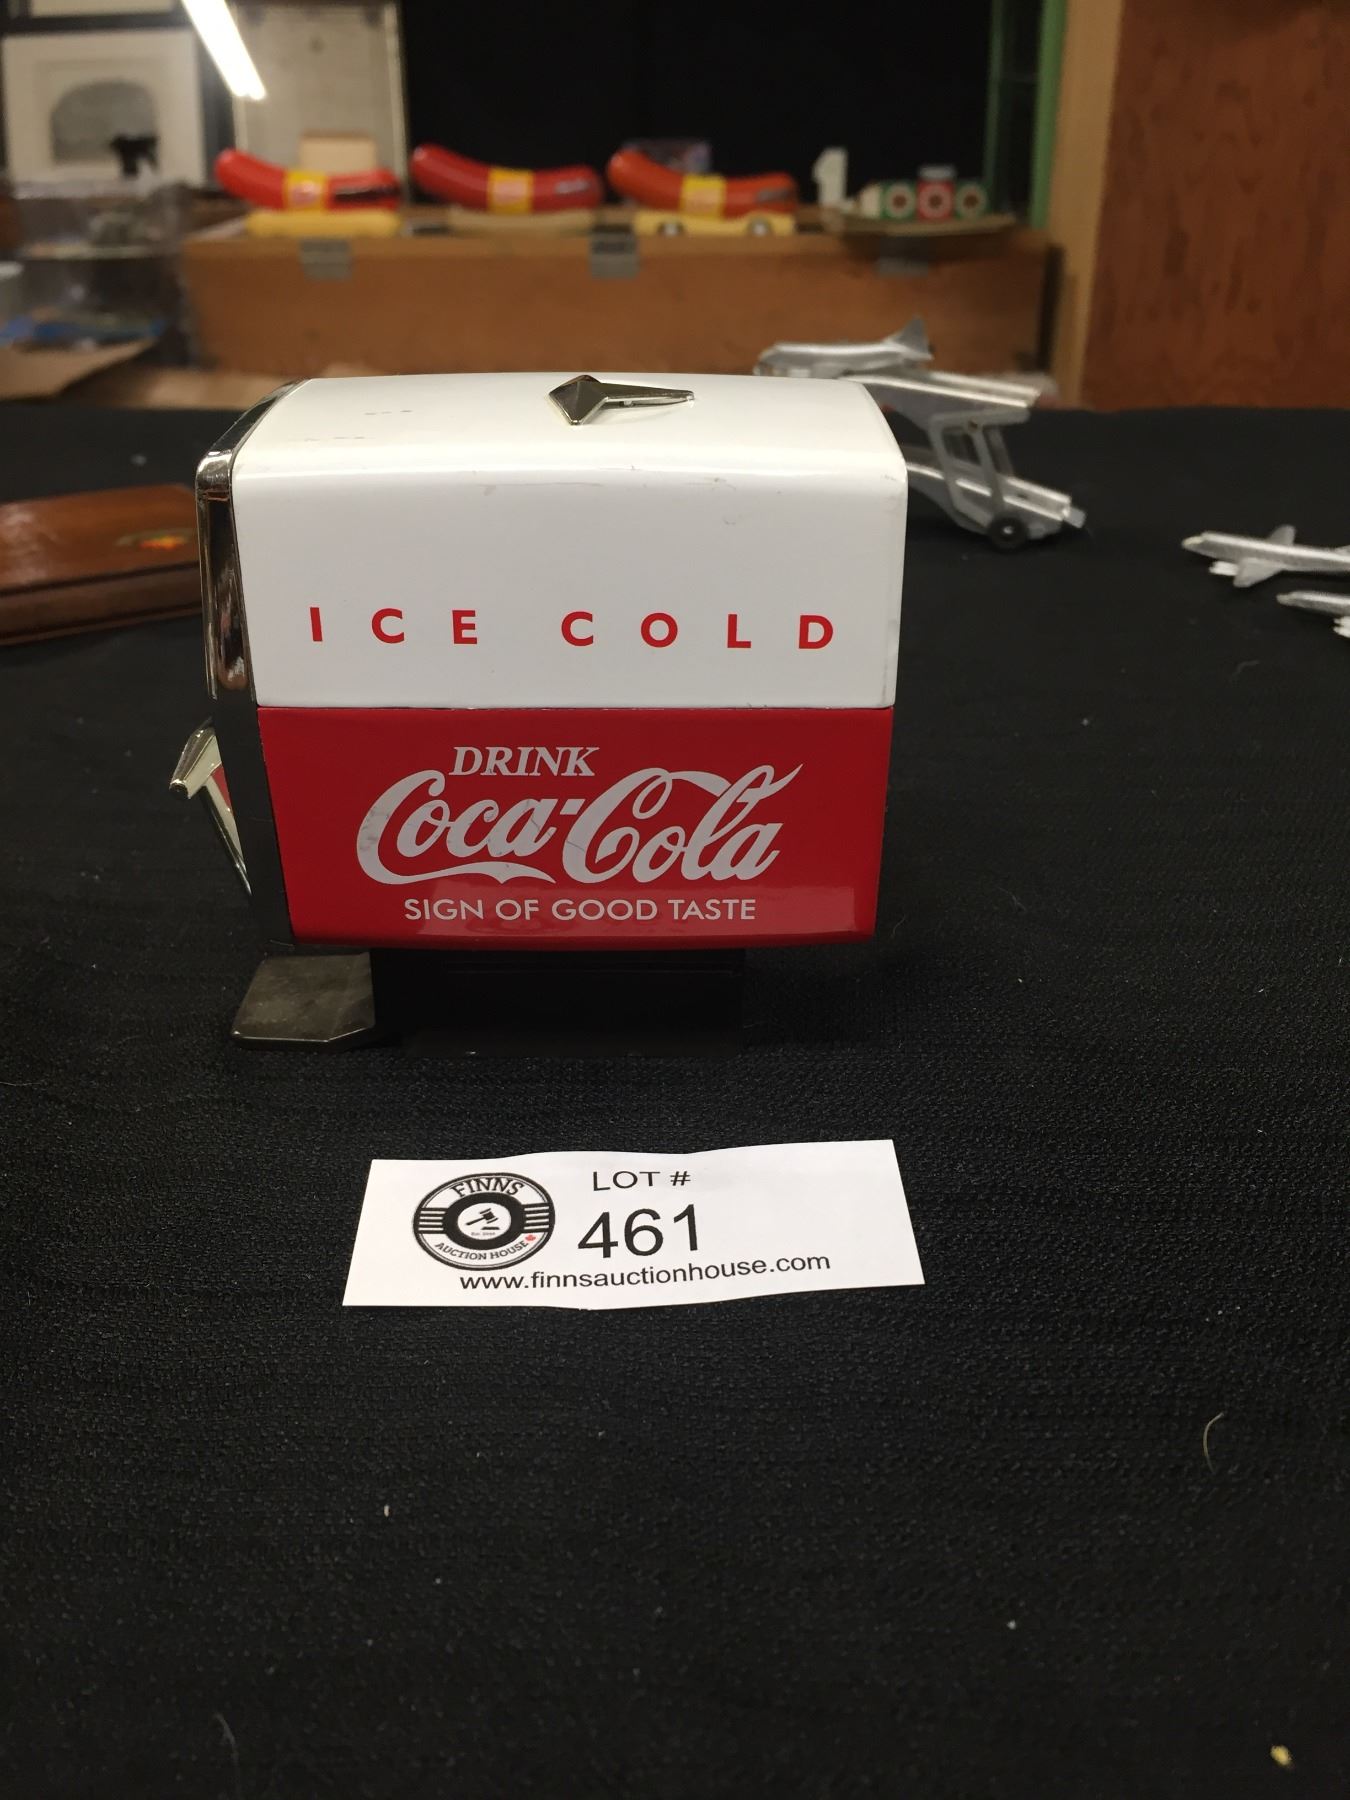 ICE COLD
DRINK
Coca-Cola
SIGN OF GOOD TASTE
FINNS
AUCTION HOUSE
LOT #
461
www.finnsauctionhouse.com